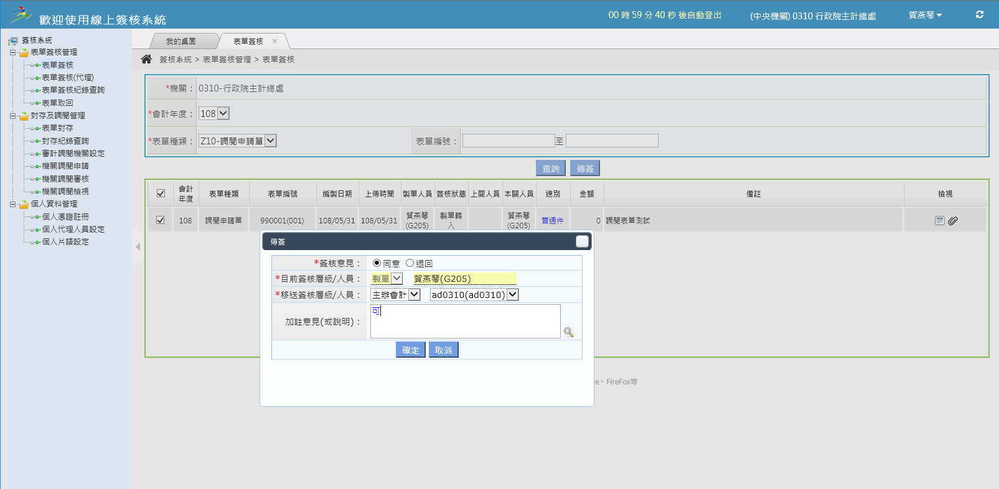 歡迎使用線上簽核系統
00 時 59 分 40 秒 後自動登出
(中央機關) 0310 行政院主計總處
賀燕琴
簽核系統
表單簽核管理
表單簽核
表單簽核(代理)
表單簽核紀錄查詢
表單取回
封存及調閱管理
表單封存
封存紀錄查詢
審計調閱機關設定
機關調閱申請
機關調閱審核
機關調閱檢視
個人資料管理
個人憑證註冊
個人代理人員設定
個人片語設定
我的桌面
表單簽核
簽核系統 > 表單簽核管理 > 表單簽核
*機關： 0310-行政院主計總處
*會計年度： 108
*表單種類： Z10-調閱申請單 表單編號： 至
查詢 傳簽
會計年度 表單種類 表單編號 編製日期 上傳時間 製單人員 簽核狀態 上關人員 本關人員 速別 金額 備註 檢視
108 調閱申請單 990001(001) 108/05/31 108/05/31 賀燕琴(G205) 製單轉入 賀燕琴(G205) 普通件 0 調閱表單測試
傳簽
*簽核意見： 同意 退回
*目前簽核層級/人員： 製單 賀燕琴(G205)
*移送簽核層級/人員： 主辦會計 ad0310(ad0310)
加註意見(或說明)： 可
確定 取消
e、FireFox等